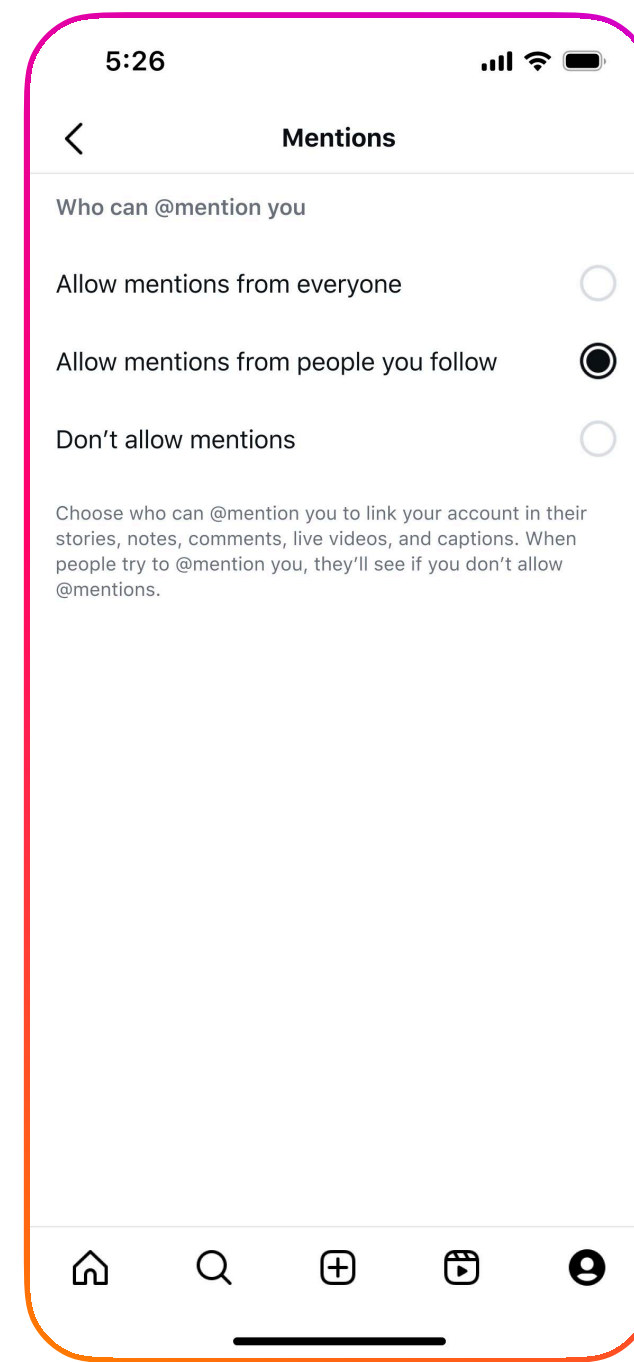 5:26
Mentions
Who can @mention you
Allow mentions from everyone
Allow mentions from people you follow
Don’t allow mentions
Choose who can @mention you to link your account in their
stories, notes, comments, live videos, and captions. When
people try to @mention you, they’ll see if you don’t allow
@mentions.